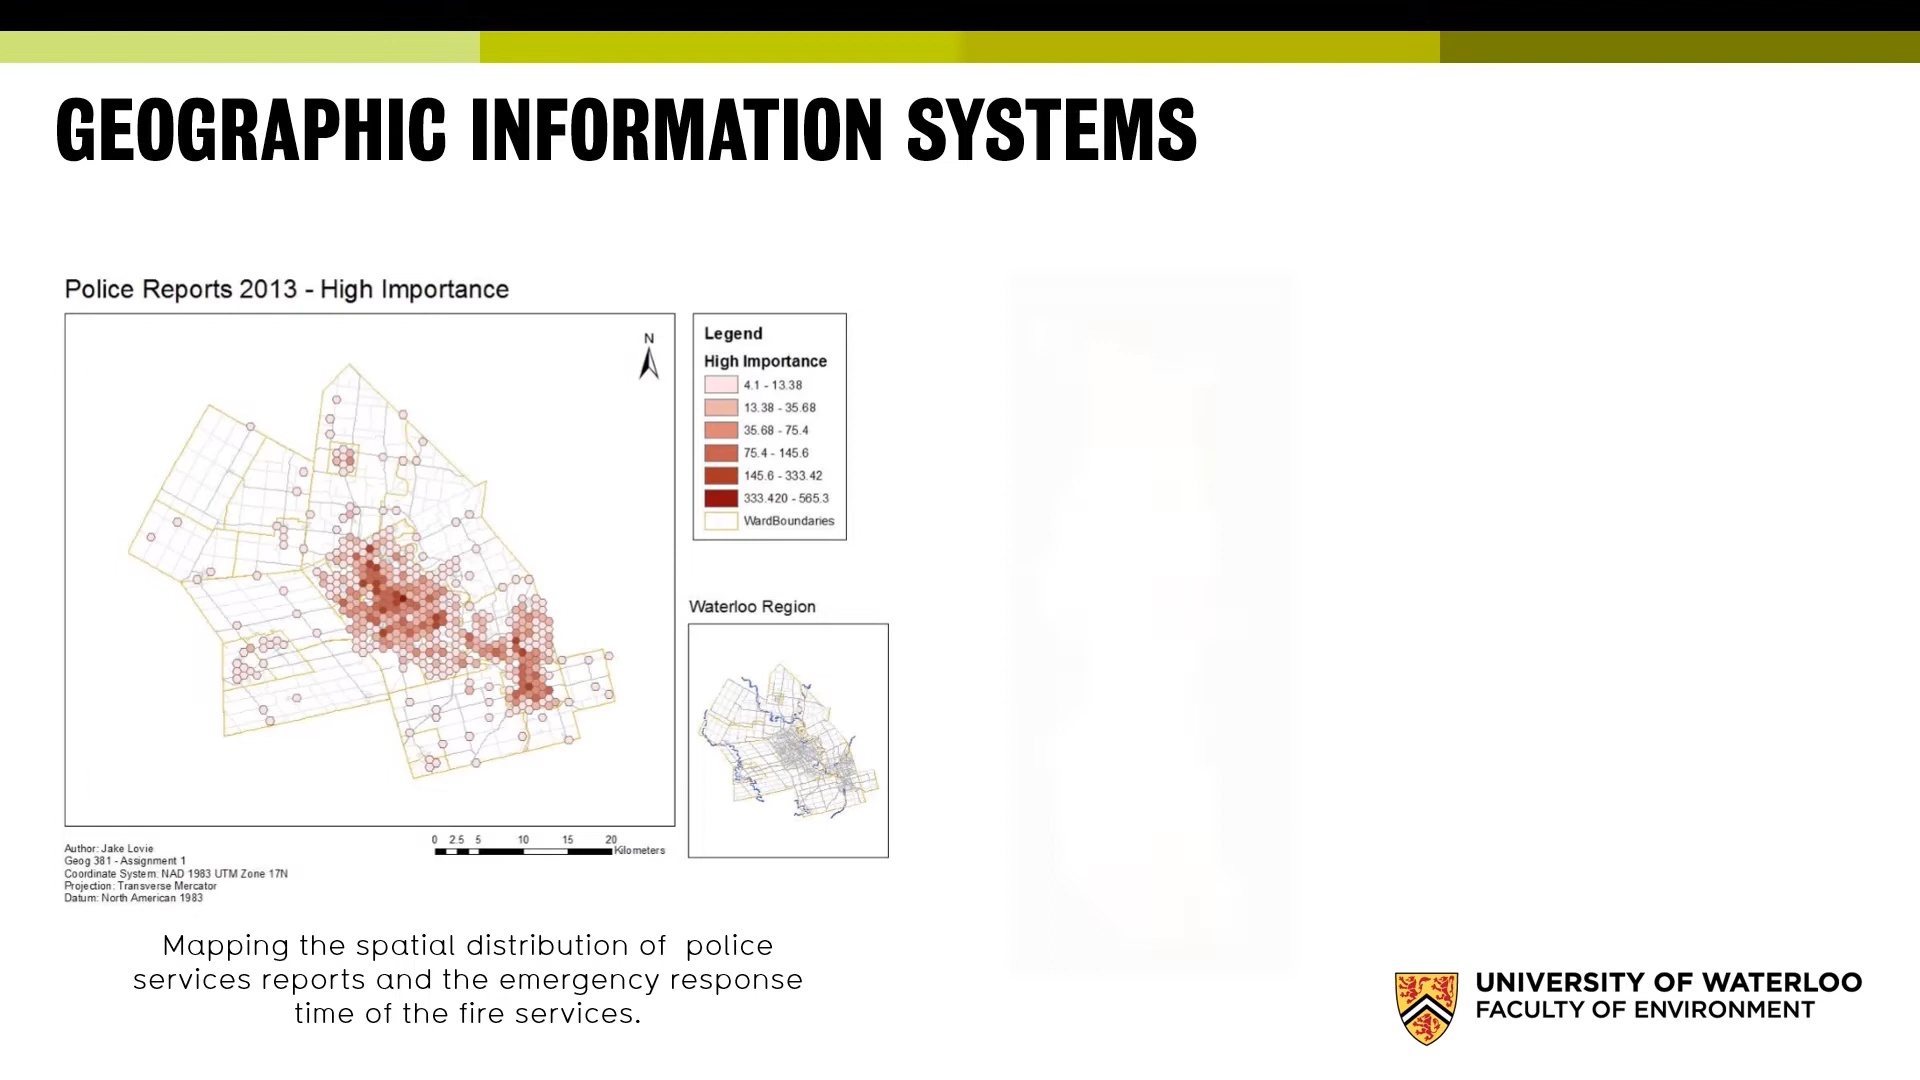 GEOGRAPHIC INFORMATION SYSTEMS
Police Reports 2013 - High Importance
N
Legend
High Importance
4.1 - 13.38
13.38 - 35.68
35.68 - 75.4
75.4 - 145.6
145.6 - 333.42
333.420 - 565.3
WardBoundaries
Waterloo Region
0 2.5 5 10 15 20
Kilometers
Author: Jake Lovie
Geog 381 - Assignment 1
Coordinate System: NAD 1983 UTM Zone 17N
Projection: Transverse Mercator
Datum: North American 1983
Mapping the spatial distribution of police
services reports and the emergency response
time of the fire services.
UNIVERSITY OF WATERLOO
FACULTY OF ENVIRONMENT